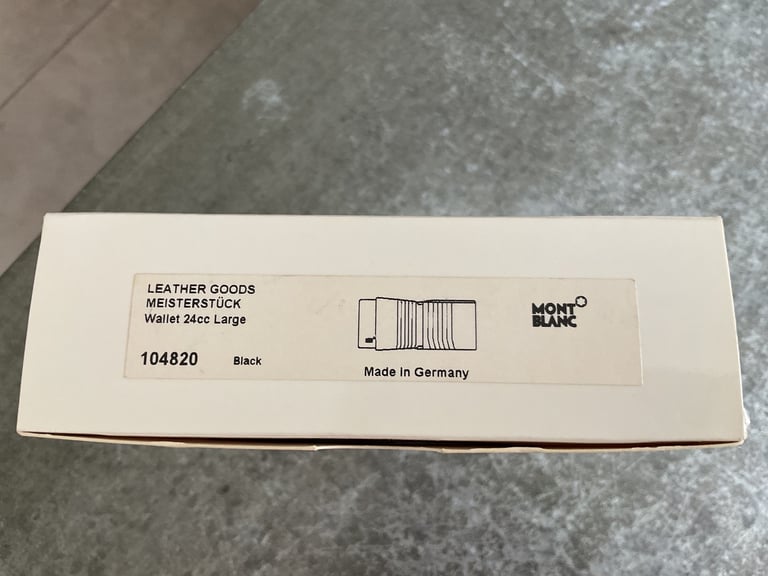 LEATHER GOODS
MEISTERSTÜCK
Wallet 24cc Large
104820 Black
Made in Germany
MONT
BLANC